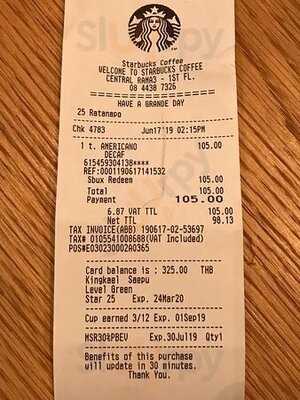 Starbucks Coffee
WELCOME TO STARBUCKS COFFEE
CENTRAL RAMA3 - 1ST FL.
08 4438 7326
HAVE A GRANDE DAY
25 Ratanapo
Chk 4783 Jun17'19 02:15PM
1 t. AMERICANO 105.00
DECAF
615459304138****
REF:0001190617141532
Sbux Redeem 105.00
Total 105.00
Payment 105.00
6.87 VAT TTL 105.00
Net TTL 98.13
TAX INVOICE(ABB) 190617-02-53697
TAX# 0105541008688(VAT Included)
POS#E030230002A0365
Card balance is : 325.00 THB
Kingkael Saepu
Level Green
Star 25 Exp. 24Mar20
Cup earned 3/12 Exp. 01Sep19
MSR30%PBEV Exp.30Jul19 Qty1
Benefits of this purchase
will update in 30 minutes.
Thank You.